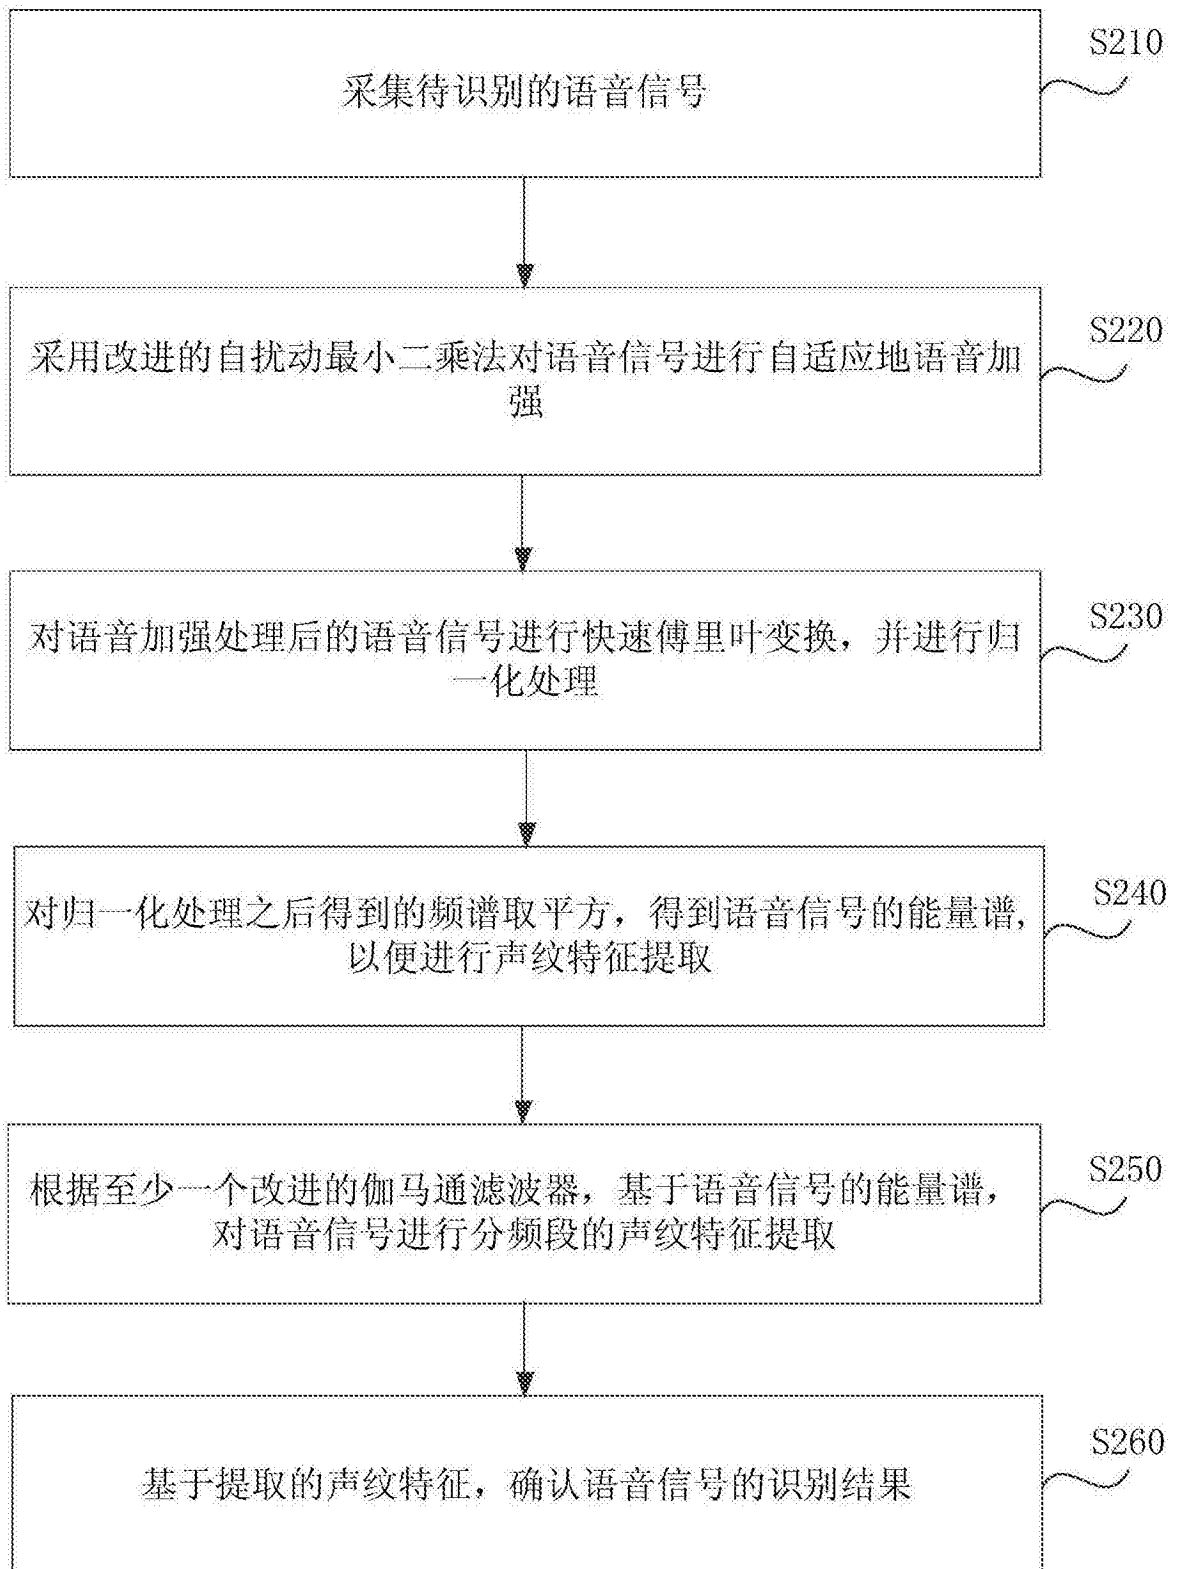 采集待识别的语音信号
S210
采用改进的自扰动最小二乘法对语音信号进行自适应地语音加
强
S220
对语音加强处理后的语音信号进行快速傅里叶变换，并进行归
一化处理
S230
对归一化处理之后得到的频谱取平方，得到语音信号的能量谱,
以便进行声纹特征提取
S240
根据至少一个改进的伽马通滤波器，基于语音信号的能量谱，
对语音信号进行分频段的声纹特征提取
S250
基于提取的声纹特征，确认语音信号的识别结果
S260